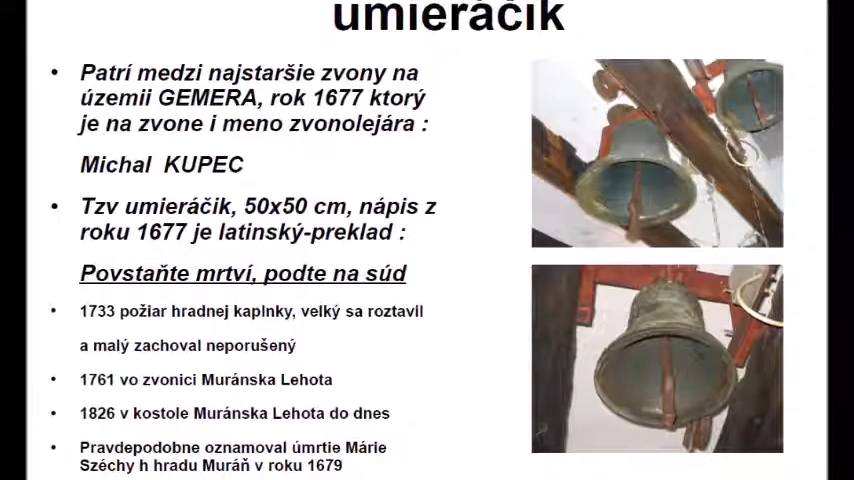 umieráčik
• Patrí medzi najstaršie zvony na
území GEMERA, rok 1677 ktorý
je na zvone i meno zvonolejára :
Michal KUPEC
• Tzv umieráčik, 50x50 cm, nápis z
roku 1677 je latinský-preklad :
Povstaňte mrtví, podte na súd
• 1733 požiar hradnej kaplnky, velký sa roztavil
a malý zachoval neporušený
• 1761 vo zvonici Muránska Lehota
• 1826 v kostole Muránska Lehota do dnes
• Pravdepodobne oznamoval úmrtie Márie
Széchy h hradu Muráň v roku 1679